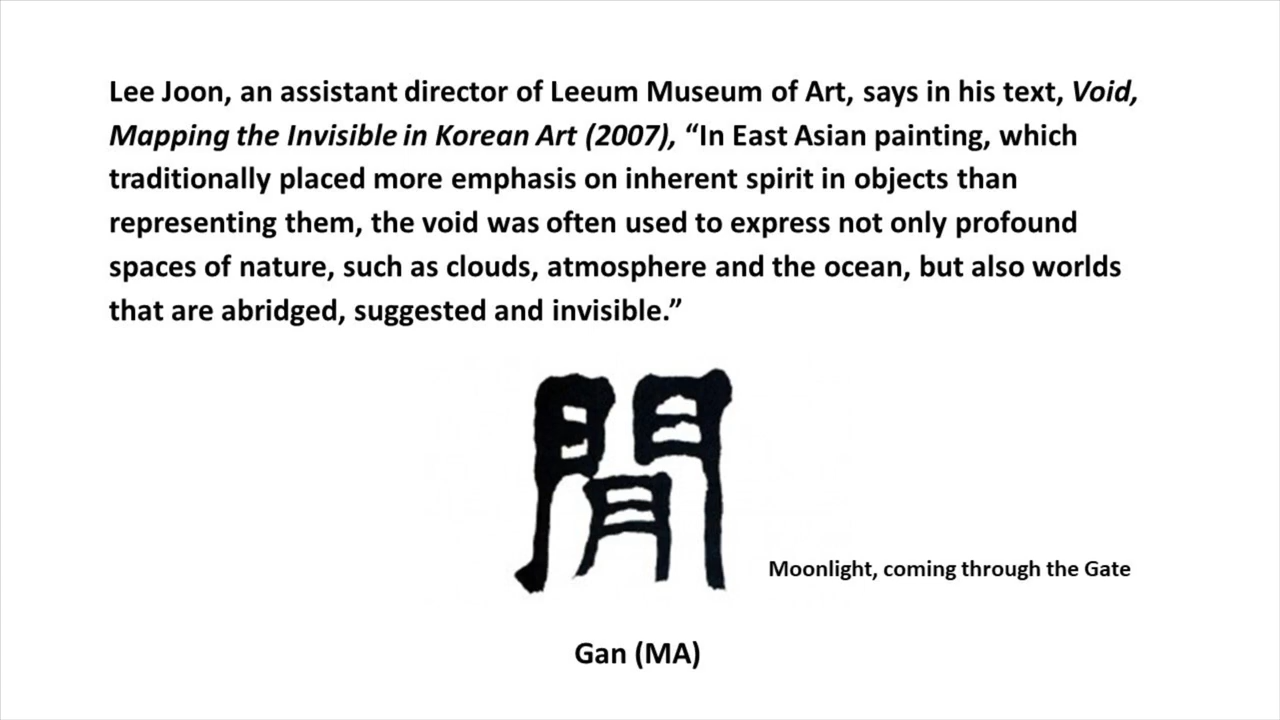 Lee Joon, an assistant director of Leeum Museum of Art, says in his text, Void,
Mapping the Invisible in Korean Art (2007), “In East Asian painting, which
traditionally placed more emphasis on inherent spirit in objects than
representing them, the void was often used to express not only profound
spaces of nature, such as clouds, atmosphere and the ocean, but also worlds
that are abridged, suggested and invisible.”
閒
Moonlight, coming through the Gate
Gan (MA)